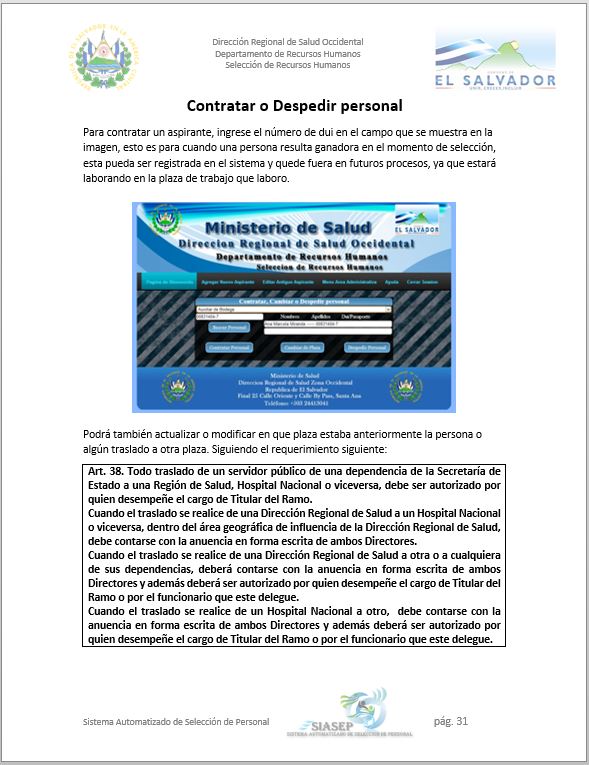 Dirección Regional de Salud Occidental
Departamento de Recursos Humanos
Selección de Recursos Humanos
EL SALVADOR
UNIR, CRECER, INCLUIR
Contratar o Despedir personal
Para contratar un aspirante, ingrese el número de dui en el campo que se muestra en la
imagen, esto es para cuando una persona resulta ganadora en el momento de selección,
esta pueda ser registrada en el sistema y quede fuera en futuros procesos, ya que estará
laborando en la plaza de trabajo que laboro.
Ministerio de Salud
EL SALVADOR
Direccion Regional de Salud Occidental
Departamento de Recursos Humanos
Seleccion de Recursos Humanos
Pagina de Bienvenida Agregar Nuevo Aspirante Editar Antiguo Aspirante Menu Area Administrativa Ayuda Cerrar Session
Contratar, Cambiar o Despedir personal
Auxiliar de Bodega
Nombres Apellidos Dui/Pasaporte
Buscar Personal
Contratar Personal Cambiar de Plaza Despedir Personal
Ministerio de Salud
Direccion Regional de Salud Zona Occidental
Republica de El Salvador
Final 25 Calle Oriente y Calle By Pass, Santa Ana
Teléfono: +503 24413041
Podrá también actualizar o modificar en que plaza estaba anteriormente la persona o
algún traslado a otra plaza. Siguiendo el requerimiento siguiente:
Art. 38. Todo traslado de un servidor público de una dependencia de la Secretaría de
Estado a una Región de Salud, Hospital Nacional o viceversa, debe ser autorizado por
quien desempeñe el cargo de Titular del Ramo.
Cuando el traslado se realice de una Dirección Regional de Salud a un Hospital Nacional
o viceversa, dentro del área geográfica de influencia de la Dirección Regional de Salud,
debe contarse con la anuencia en forma escrita de ambos Directores.
Cuando el traslado se realice de una Dirección Regional de Salud a otra o a cualquiera
de sus dependencias, deberá contarse con la anuencia en forma escrita de ambos
Directores y además deberá ser autorizado por quien desempeñe el cargo de Titular del
Ramo o por el funcionario que este delegue.
Cuando el traslado se realice de un Hospital Nacional a otro, debe contarse con la
anuencia en forma escrita de ambos Directores y además deberá ser autorizado por
quien desempeñe el cargo de Titular del Ramo o por el funcionario que este delegue.
Sistema Automatizado de Selección de Personal
SIASEP
SISTEMA AUTOMATIZADO DE SELECCION DE PERSONAL
pág. 31